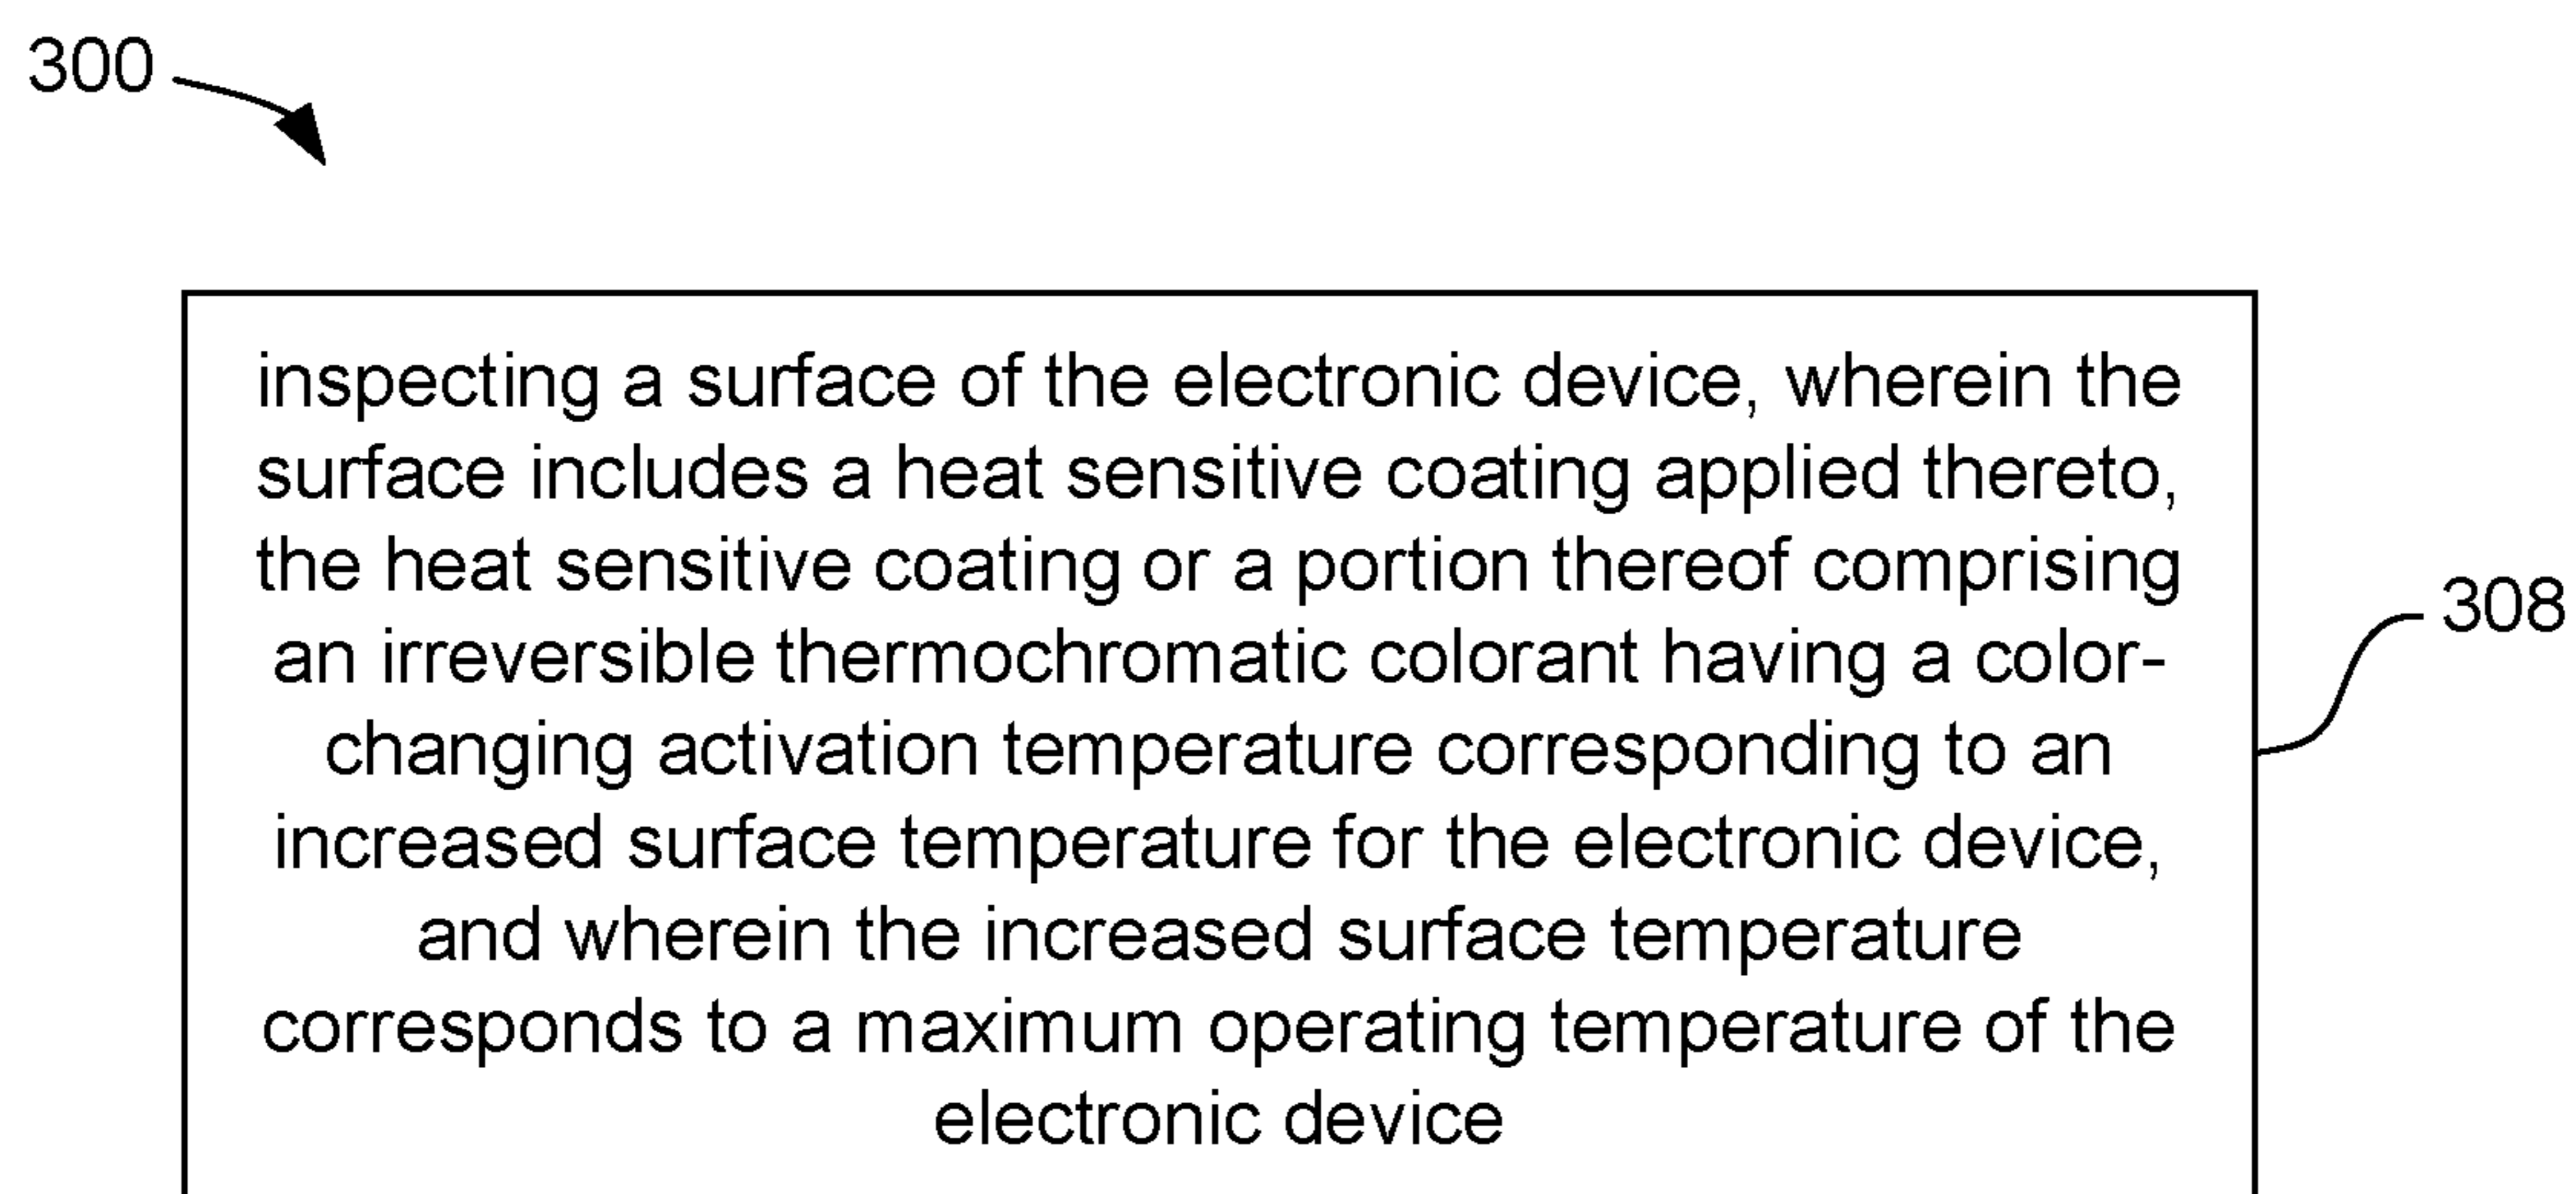 300
inspecting a surface of the electronic device, wherein the
surface includes a heat sensitive coating applied thereto,
the heat sensitive coating or a portion thereof comprising
an irreversible thermochromatic colorant having a color-
changing activation temperature corresponding to an
increased surface temperature for the electronic device,
and wherein the increased surface temperature
corresponds to a maximum operating temperature of the
electronic device
308